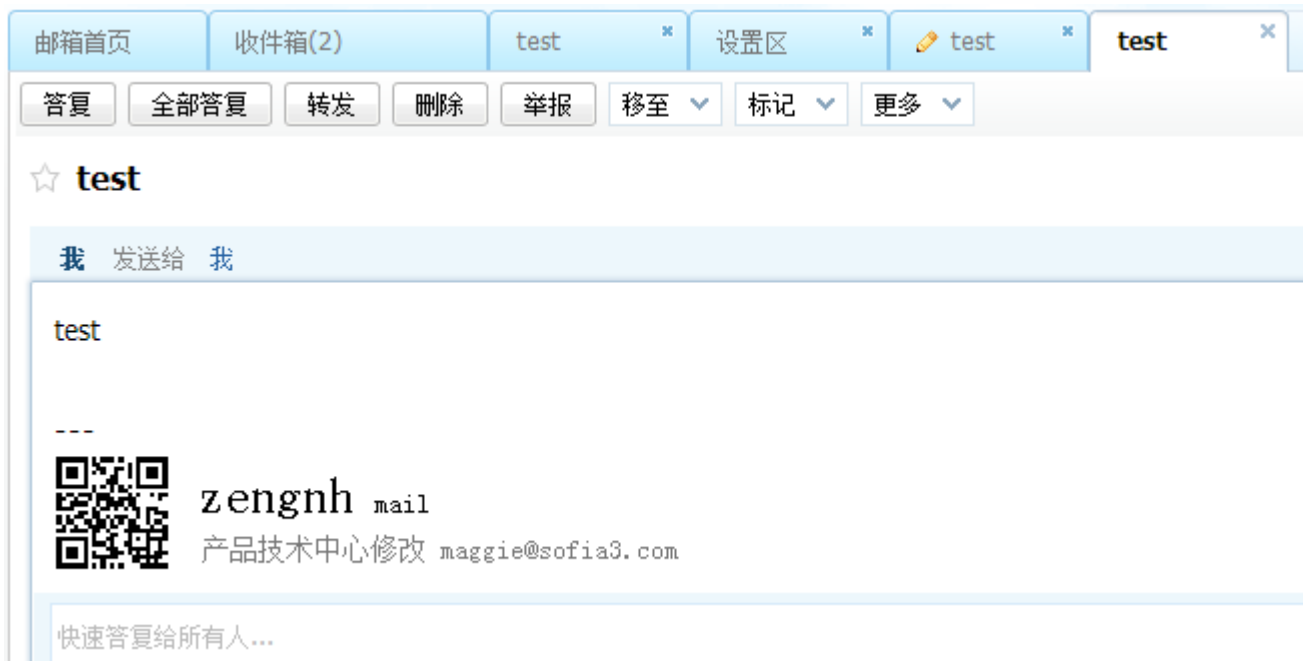 邮箱首页 收件箱(2) test 设置区 test test
答复 全部答复 转发 删除 举报 移至 标记 更多
test
我 发送给 我
test
---
zengnh mail
产品技术中心修改 maggie@sofia3.com
快速答复给所有人...